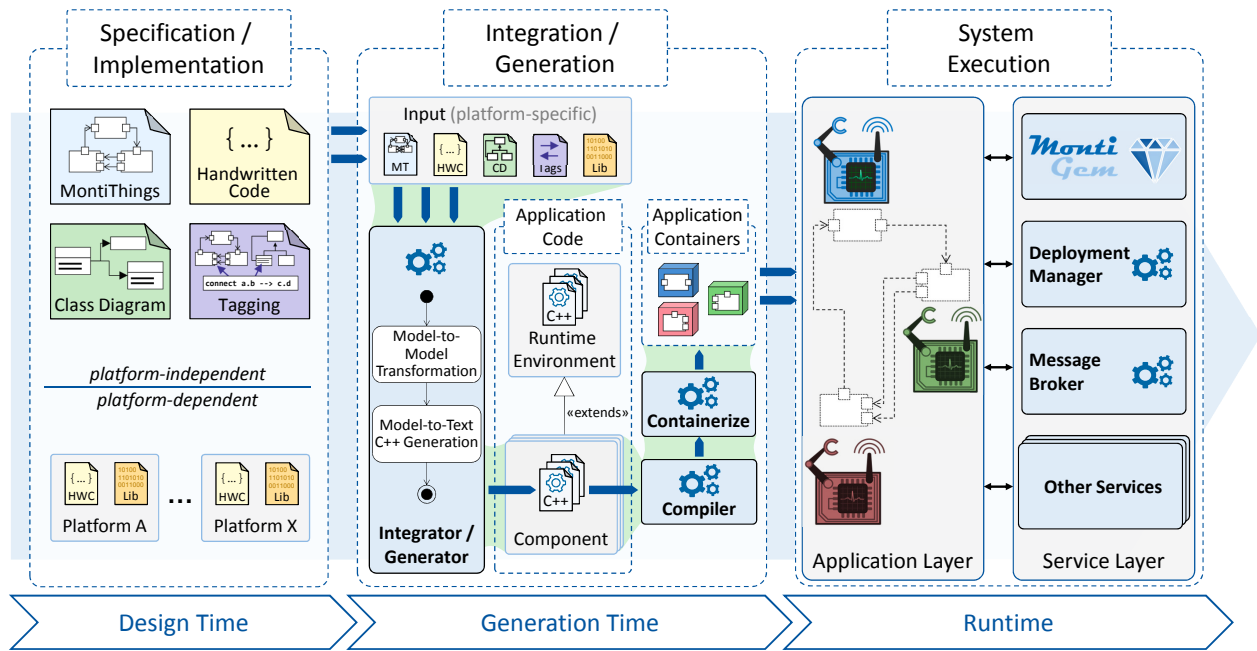 Specification /
Implementation
Integration /
Generation
System
Execution
MontiThings
{ ... }
Handwritten
Code
Class Diagram
connect a.b --> c.d
Tagging
platform-independent
platform-dependent
{...}
HWC
10100
1101010
0011000
Lib
Platform A
...
{...}
HWC
10100
1101010
0011000
Lib
Platform X
Input (platform-specific)
MT
{...}
HWC
CD
Tags
10100
1101010
0011000
Lib
Model-to-
Model
Transformation
Model-to-Text
C++ Generation
Integrator /
Generator
Application
Code
C++
Runtime
Environment
«extends»
C++
Component
Application
Containers
Containerize
Compiler
Application Layer
Monti
Gem
Deployment
Manager
Message
Broker
Other Services
Service Layer
Design Time
Generation Time
Runtime